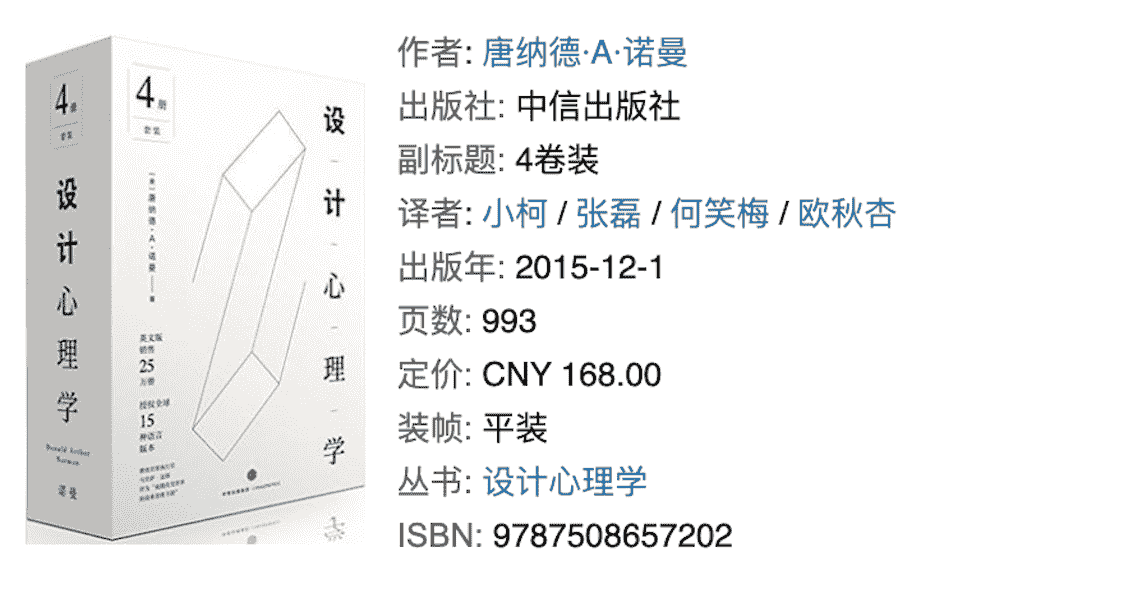 4册
套装
设计心理学
Donald Arthur
Norman
诺曼
4册
套装
[美]唐纳德·A·诺曼——著
英文版
销售
25
万册
授权全球
15
种语言
版本
设计心理学
作者: 唐纳德·A·诺曼
出版社: 中信出版社
副标题: 4卷装
译者: 小柯 / 张磊 / 何笑梅 / 欧秋杏
出版年: 2015-12-1
页数: 993
定价: CNY 168.00
装帧: 平装
丛书: 设计心理学
ISBN: 9787508657202